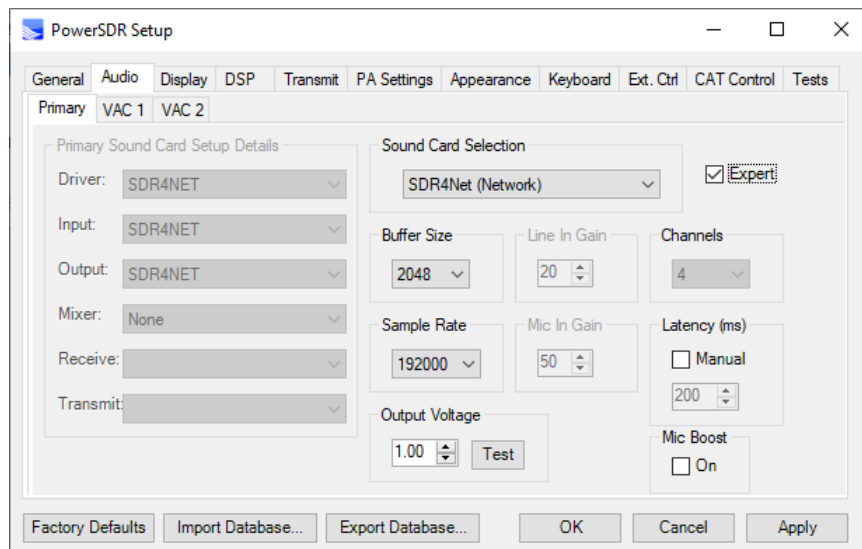 PowerSDR Setup
General Audio Display DSP Transmit PA Settings Appearance Keyboard Ext. Ctrl CAT Control Tests
Primary VAC 1 VAC 2
Primary Sound Card Setup Details
Driver: SDR4NET
Input: SDR4NET
Output: SDR4NET
Mixer: None
Receive:
Transmit:
Sound Card Selection
SDR4Net (Network)
Expert
Buffer Size
2048
Line In Gain
20
Channels
4
Sample Rate
192000
Mic In Gain
50
Latency (ms)
Manual
200
Output Voltage
1.00 Test
Mic Boost
On
Factory Defaults Import Database... Export Database... OK Cancel Apply